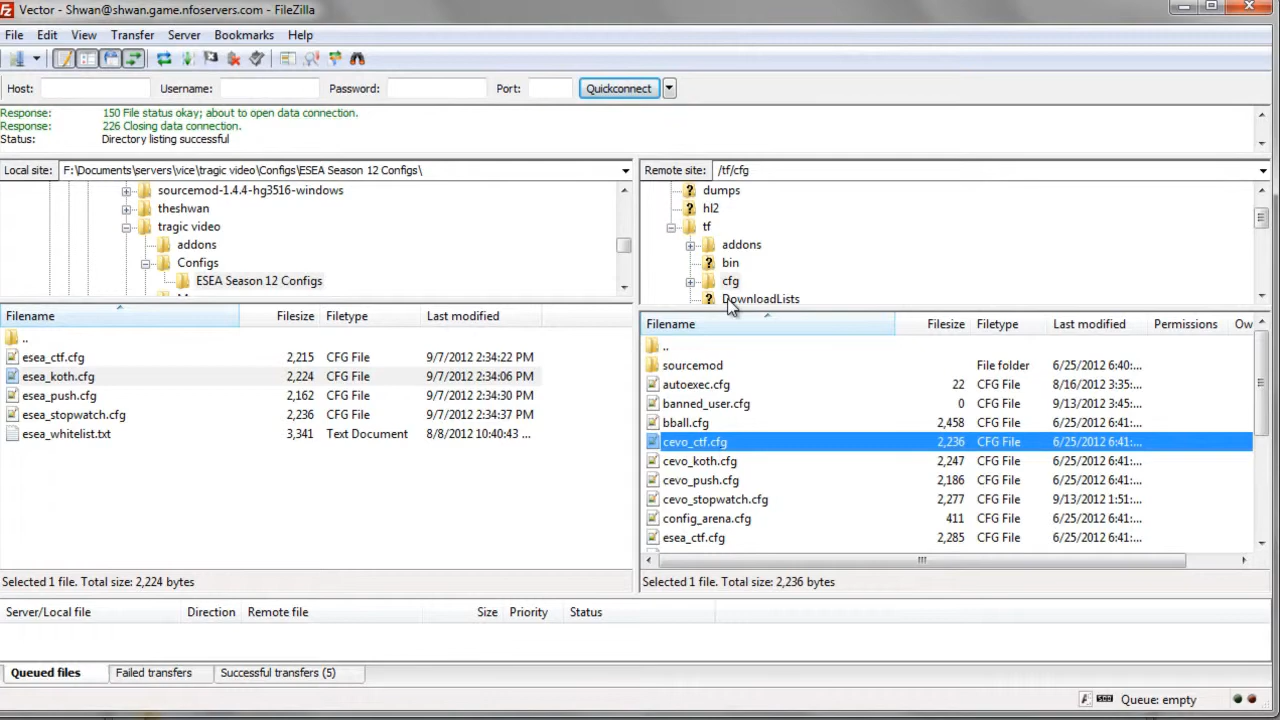 Vector - Shwan@shwan.game.nfoservers.com - FileZilla
File Edit View Transfer Server Bookmarks Help
Host: Username: Password: Port: Quickconnect
Response: 150 File status okay; about to open data connection.
Response: 226 Closing data connection.
Status: Directory listing successful
Local site: F:\Documents\servers\vice\tragic video\Configs\ESEA Season 12 Configs\
sourcemod-1.4.4-hg3516-windows
theshwan
tragic video
addons
Configs
ESEA Season 12 Configs
Filename Filesize Filetype Last modified
..
esea_ctf.cfg 2,215 CFG File 9/7/2012 2:34:22 PM
esea_koth.cfg 2,224 CFG File 9/7/2012 2:34:06 PM
esea_push.cfg 2,162 CFG File 9/7/2012 2:34:30 PM
esea_stopwatch.cfg 2,236 CFG File 9/7/2012 2:34:37 PM
esea_whitelist.txt 3,341 Text Document 8/8/2012 10:40:43 ...
Selected 1 file. Total size: 2,224 bytes
Remote site: /tf/cfg
dumps
hl2
tf
addons
bin
cfg
DownloadLists
Filename Filesize Filetype Last modified Permissions Ow
..
sourcemod File folder 6/25/2012 6:40:...
autoexec.cfg 22 CFG File 8/16/2012 3:35:...
banned_user.cfg 0 CFG File 9/13/2012 3:45:...
bball.cfg 2,458 CFG File 6/25/2012 6:41:...
cevo_ctf.cfg 2,236 CFG File 6/25/2012 6:41:...
cevo_koth.cfg 2,247 CFG File 6/25/2012 6:41:...
cevo_push.cfg 2,186 CFG File 6/25/2012 6:41:...
cevo_stopwatch.cfg 2,277 CFG File 9/13/2012 1:51:...
config_arena.cfg 411 CFG File 6/25/2012 6:41:...
esea_ctf.cfg 2,285 CFG File 6/25/2012 6:41:...
Selected 1 file. Total size: 2,236 bytes
Server/Local file Direction Remote file Size Priority Status
Queued files Failed transfers Successful transfers (5)
Queue: empty